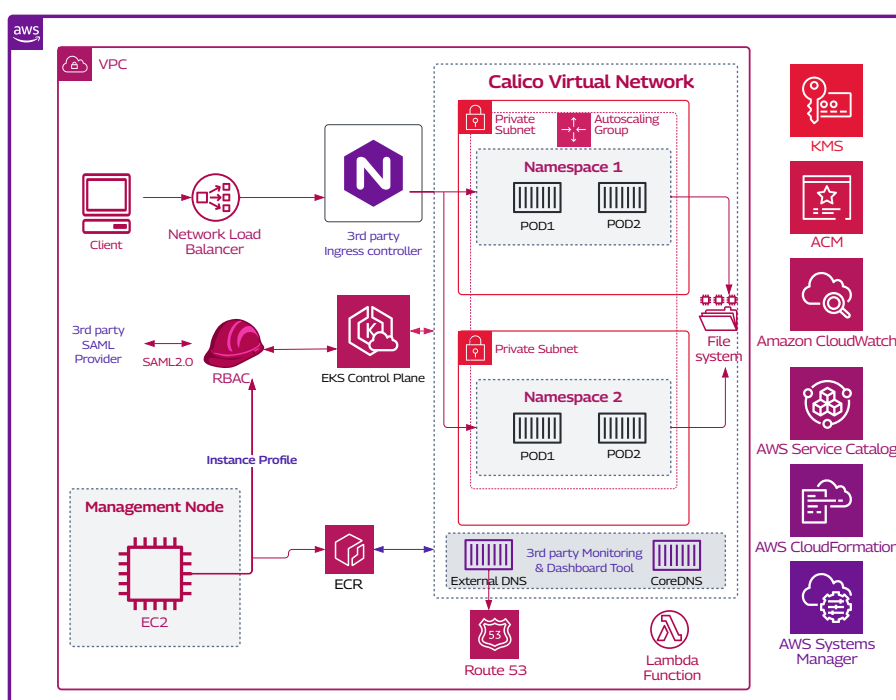 aws
VPC
Calico Virtual Network
Private
Subnet
Autoscaling
Group
Namespace 1
POD1
POD2
N
Client
Network Load
Balancer
3rd party
Ingress controller
KMS
ACM
Amazon CloudWatch
3rd party
SAML
Provider
SAML2.0
RBAC
K
EKS Control Plane
File
system
Private Subnet
Namespace 2
POD1
POD2
AWS Service Catalog
Instance Profile
Management Node
EC2
ECR
External DNS
3rd party Monitoring
& Dashboard Tool
CoreDNS
AWS CloudFormation
53
Route 53
Lambda
Function
AWS Systems
Manager